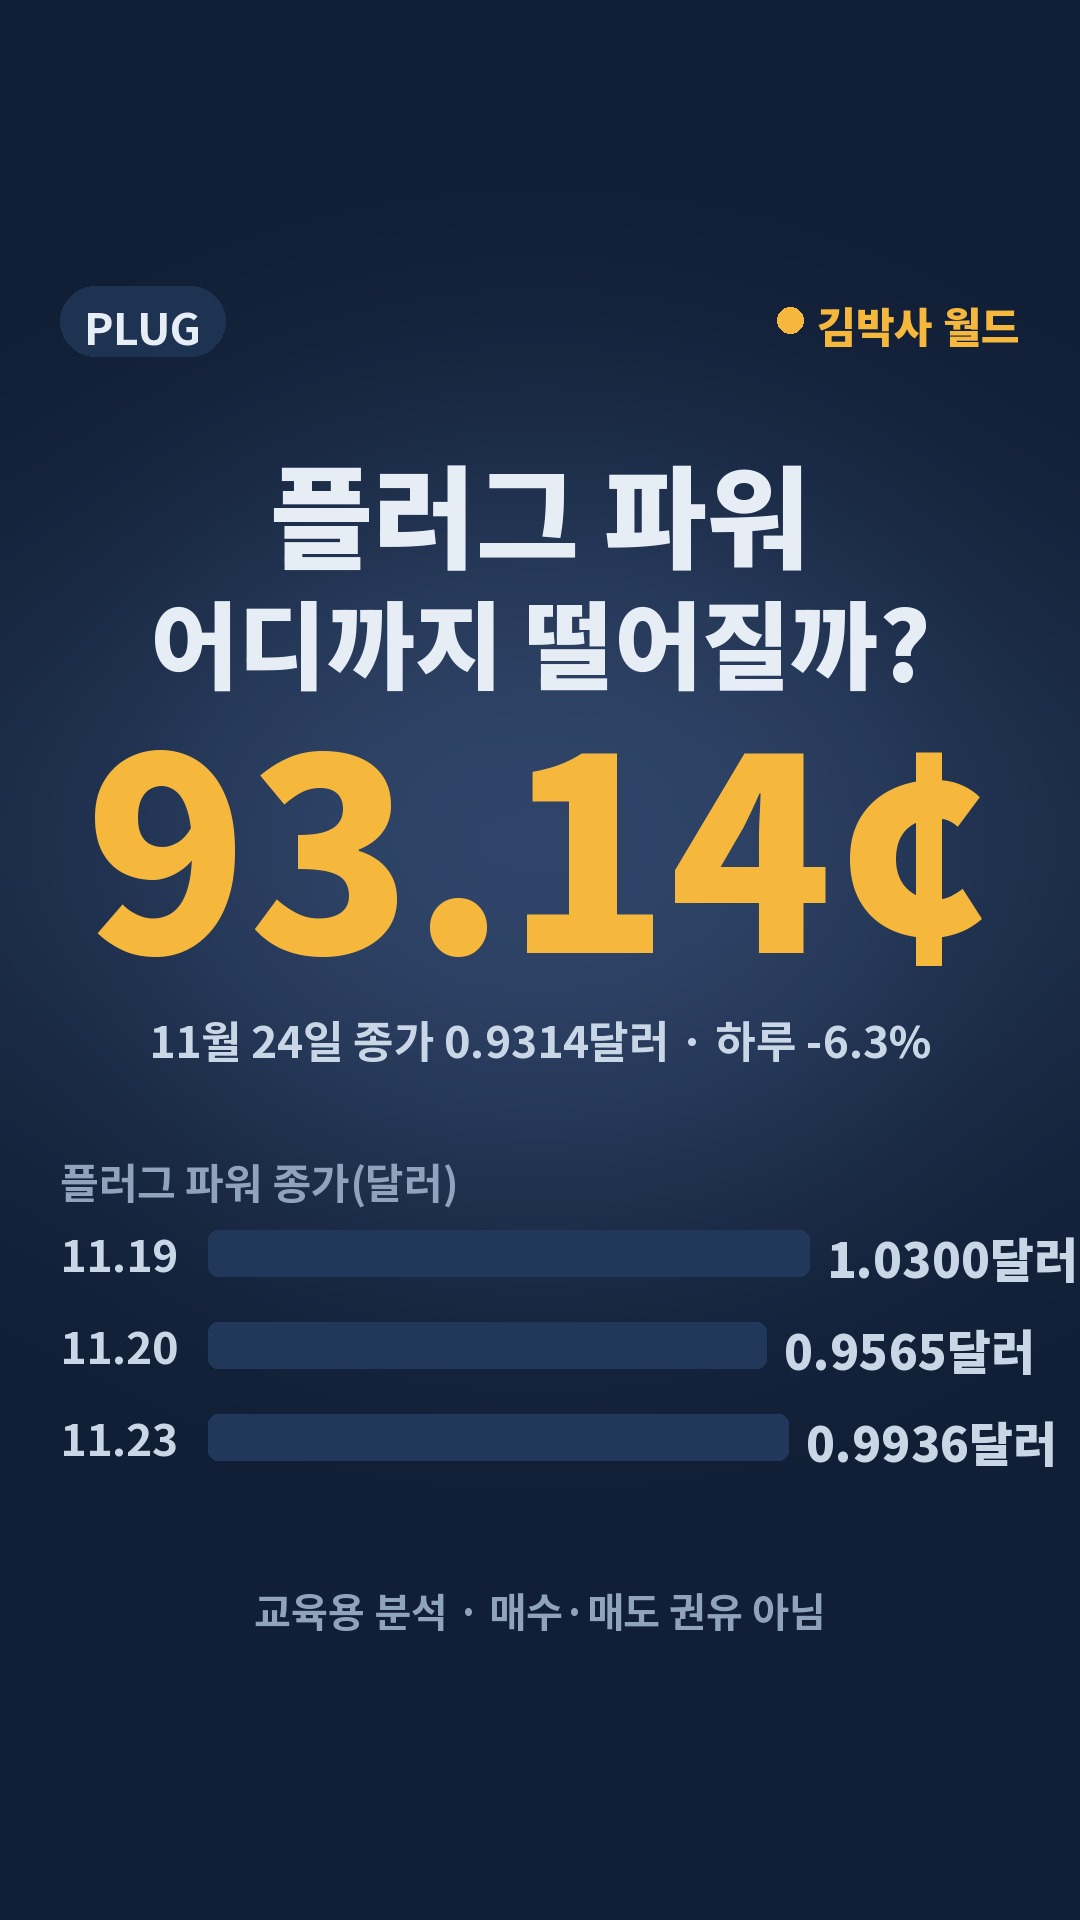 PLUG
김박사 월드
플러그 파워
어디까지 떨어질까?
93.14¢
11월 24일 종가 0.9314달러 · 하루 -6.3%
플러그 파워 종가(달러)
11.19 1.0300달러
11.20 0.9565달러
11.23 0.9936달러
교육용 분석 · 매수·매도 권유 아님